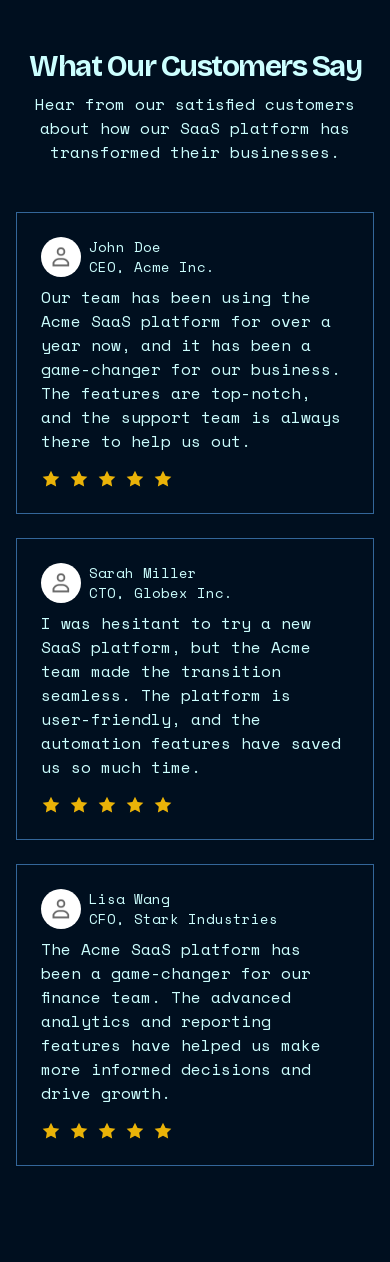 What Our Customers Say
Hear from our satisfied customers
about how our SaaS platform has
transformed their businesses.
John Doe
CEO, Acme Inc.
Our team has been using the
Acme SaaS platform for over a
year now, and it has been a
game-changer for our business.
The features are top-notch,
and the support team is always
there to help us out.
Sarah Miller
CTO, Globex Inc.
I was hesitant to try a new
SaaS platform, but the Acme
team made the transition
seamless. The platform is
user-friendly, and the
automation features have saved
us so much time.
Lisa Wang
CFO, Stark Industries
The Acme SaaS platform has
been a game-changer for our
finance team. The advanced
analytics and reporting
features have helped us make
more informed decisions and
drive growth.